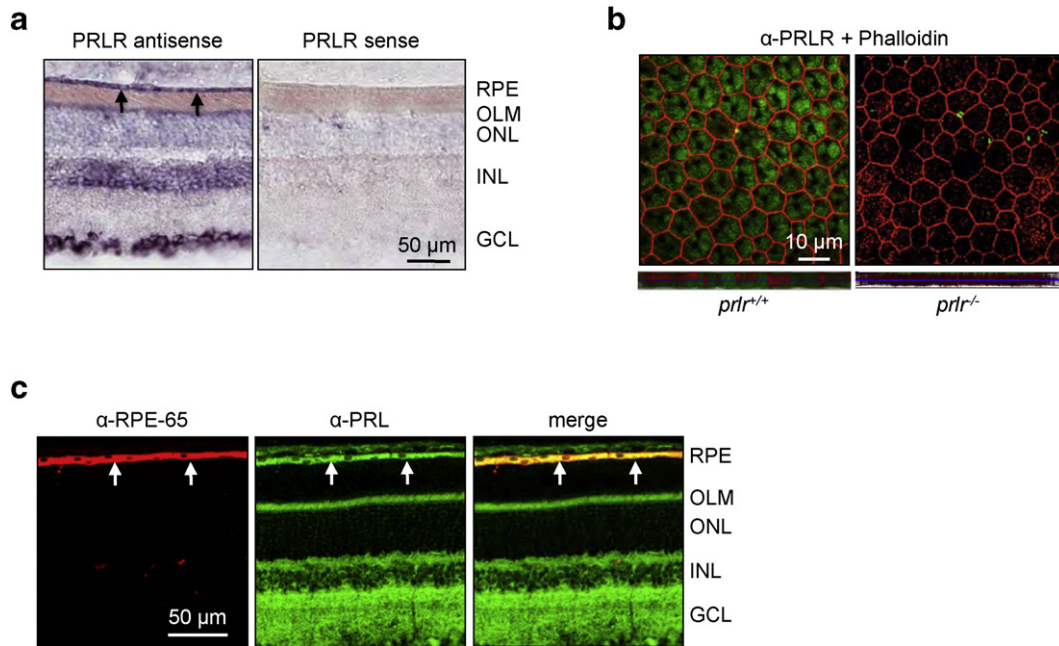 a
PRLR antisense
PRLR sense
RPE
OLM
ONL
INL
GCL
50 µm
b
α-PRLR + Phalloidin
10 µm
prlr+/+
prlr-/-
c
α-RPE-65
α-PRL
merge
RPE
OLM
ONL
INL
GCL
50 µm